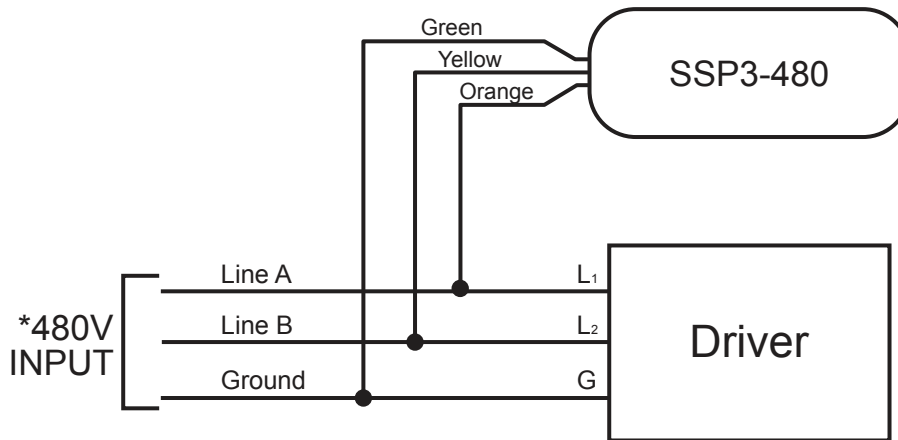 Green
Yellow
Orange
SSP3-480
*480V
INPUT
Line A
L₁
Line B
L₂
Ground
G
Driver